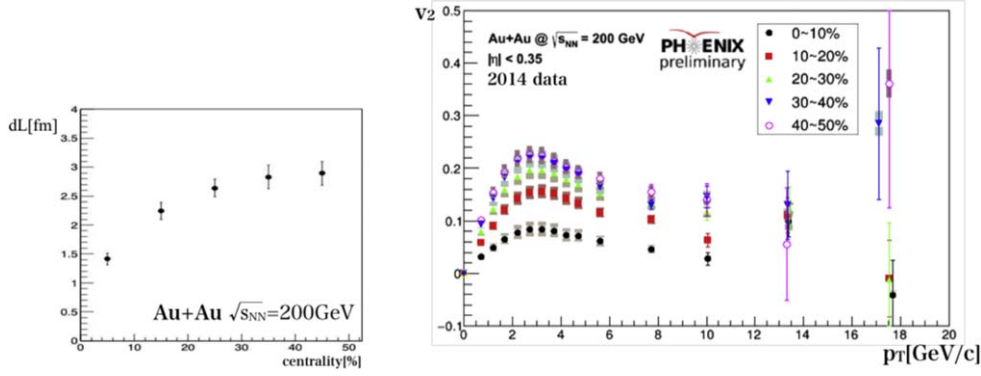 dL[fm]
4
3.5
3
2.5
2
1.5
1
0.5
0
0 10 20 30 40 50
centrality[%]
Au+Au √sNN=200GeV
v2
0.5
0.4
0.3
0.2
0.1
0
−0.1
0 2 4 6 8 10 12 14 16 18 20
pT[GeV/c]
Au+Au @ √sNN = 200 GeV
|η| < 0.35
2014 data
PHENIX
preliminary
0~10%
10~20%
20~30%
30~40%
40~50%